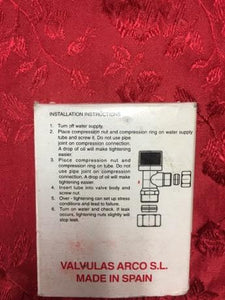 INSTALLATION INSTRUCTIONS
1. Turn off water supply.
2. Place compression nut and compression ring on water supply
tube and screw it. Do not use pipe
joint on compression connection.
A drop of oil will make tightening
easier.
3. Place compression nut and
compression ring on tubing. Do
not use pipe joint on compression
connection. A drop of oil will make
tightening easier.
4. Insert tube into valve body and
screw nut.
5. Over - tightening can set up stress
conditions and lead to failure.
6. Turn on water and check. If leak
occurs, tightening nuts slightly will
stop leak.
VALVULAS ARCO S.L.
MADE IN SPAIN